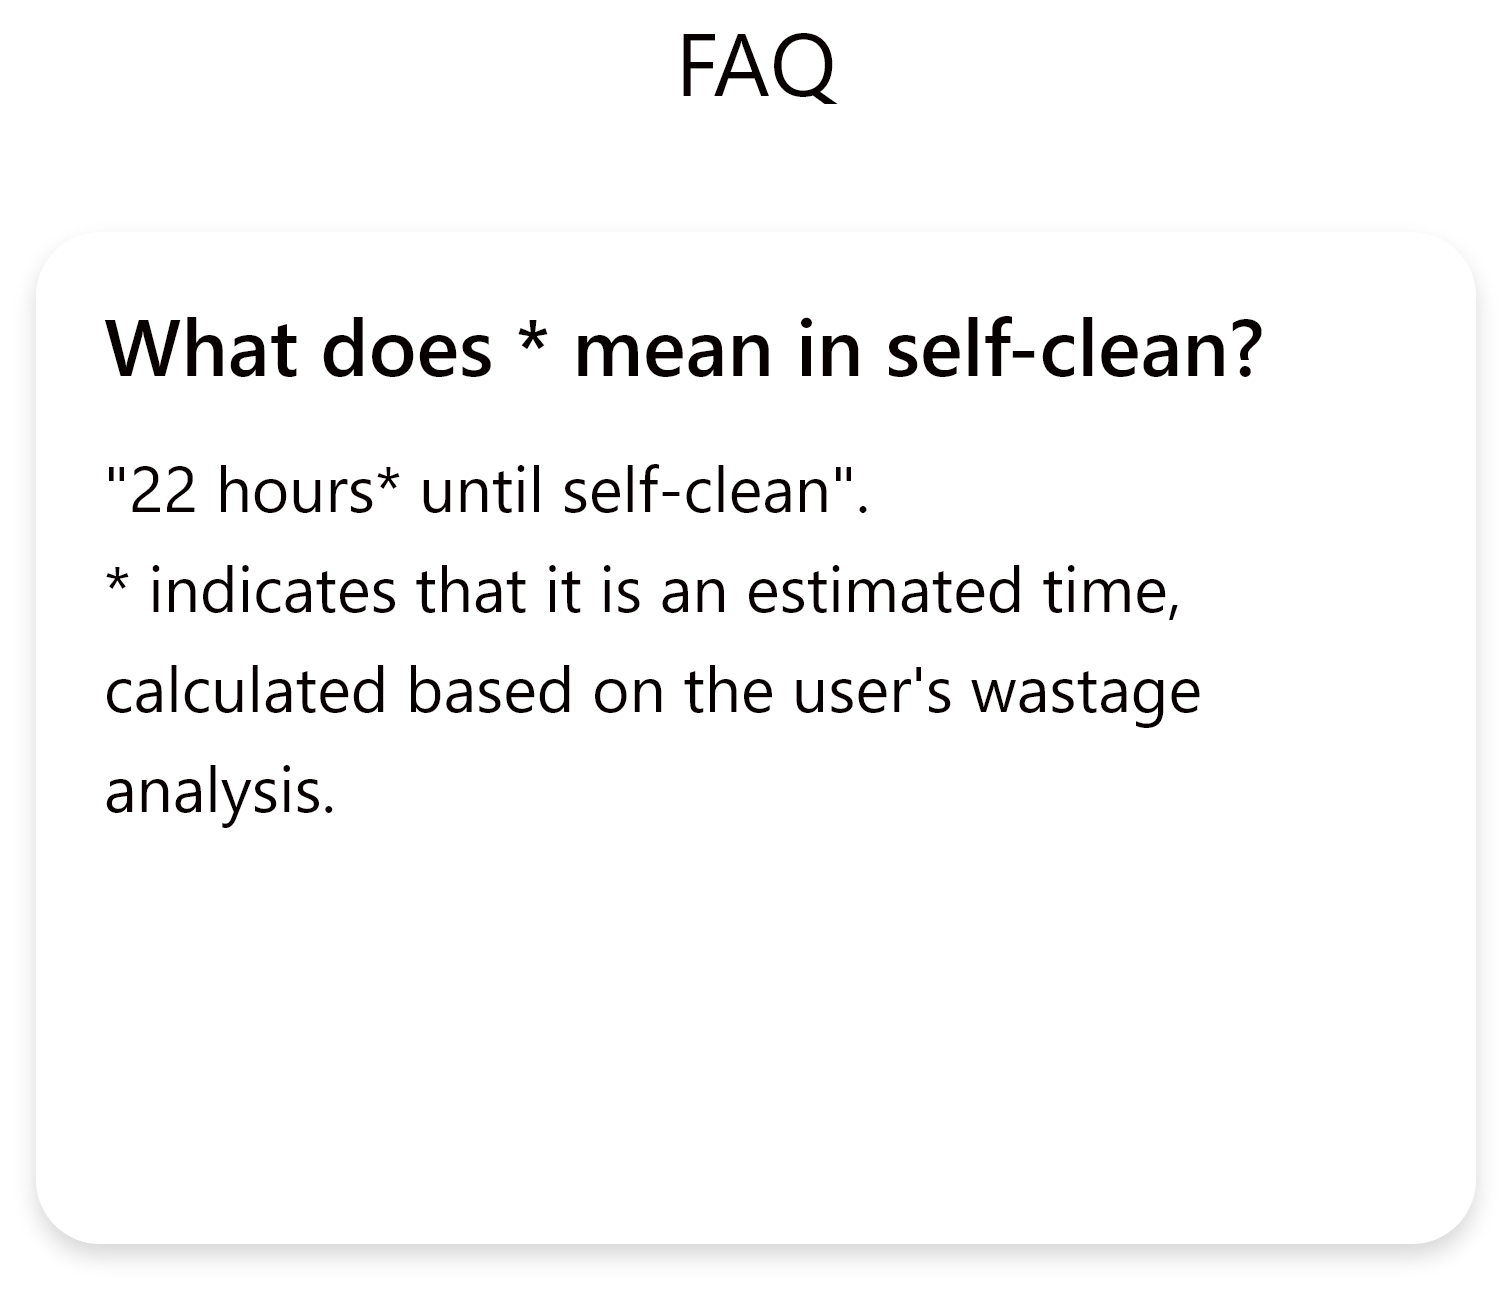 FAQ
What does * mean in self-clean?
"22 hours* until self-clean".
* indicates that it is an estimated time,
calculated based on the user's wastage
analysis.